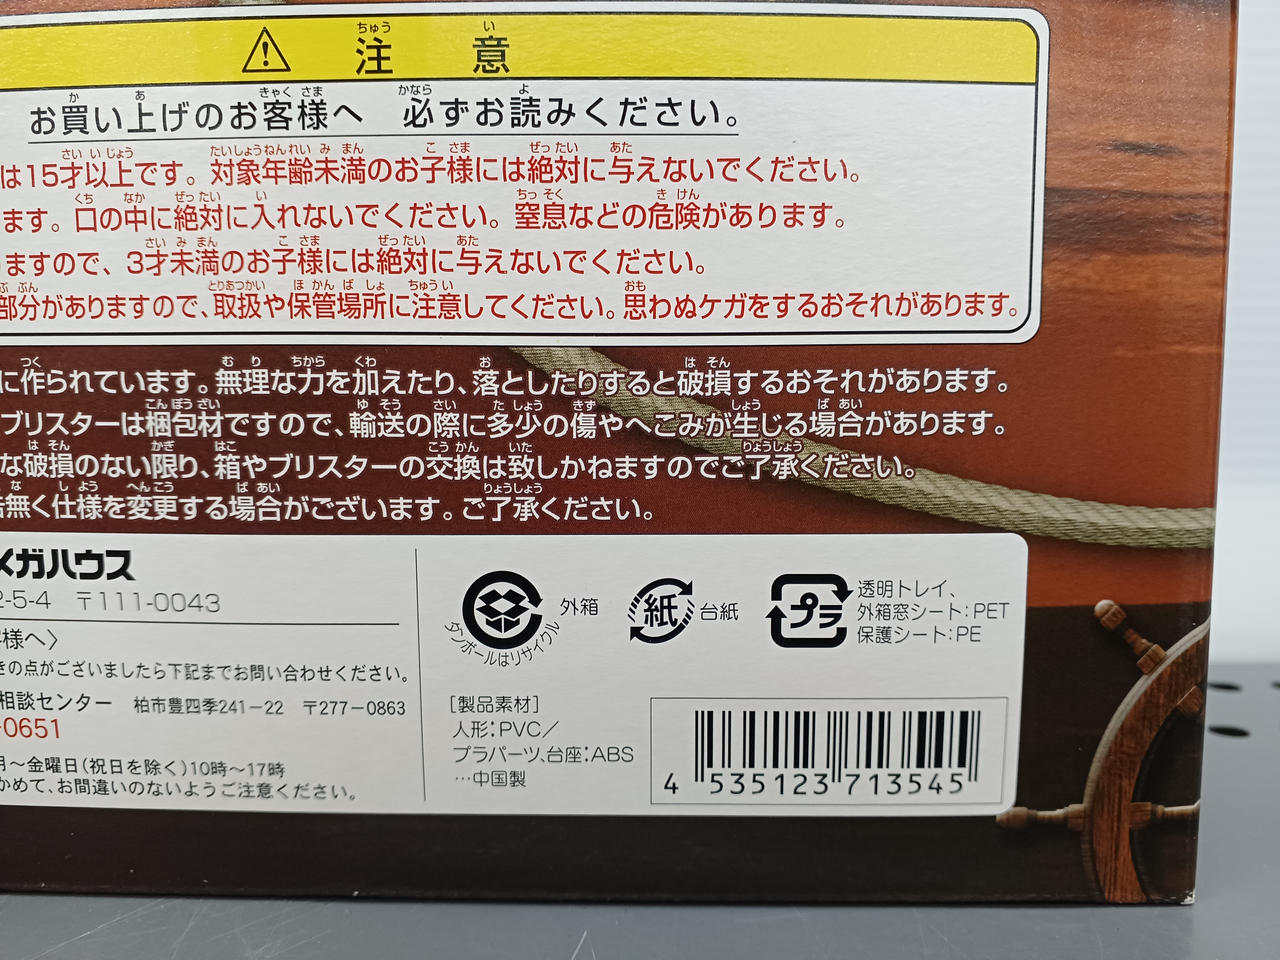 注意
お買い上げのお客様へ 必ずお読みください。
は15才以上です。対象年齢未満のお子様には絶対に与えないでください。
ます。口の中に絶対に入れないでください。窒息などの危険があります。
ますので、3才未満のお子様には絶対に与えないでください。
部分がありますので、取扱や保管場所に注意してください。思わぬケガをするおそれがあります。
に作られています。無理な力を加えたり、落としたりすると破損するおそれがあります。
ブリスターは梱包材ですので、輸送の際に多少の傷やへこみが生じる場合があります。
な破損のない限り、箱やブリスターの交換は致しかねますのでご了承ください。
無く仕様を変更する場合がございます。ご了承ください。
メガハウス
2-5-4 〒111-0043
客様へ〉
きの点がございましたら下記までお問い合わせください。
相談センター 柏市豊四季241-22 〒277-0863
-0651
月～金曜日(祝日を除く)10時～17時
かめて、お間違いのないようご注意ください。
外箱
ダンボールはリサイクル
紙
台紙
プラ
透明トレイ、
外箱窓シート:PET
保護シート:PE
[製品素材]
人形:PVC/
プラパーツ、台座:ABS
…中国製
4 535123 713545